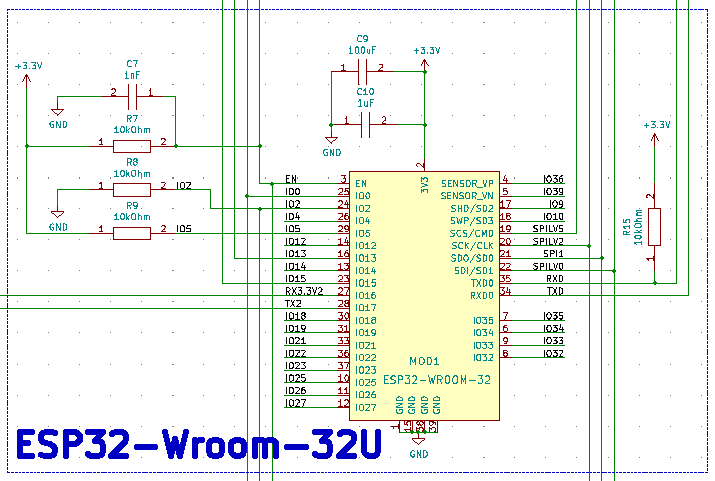 C9
100uF
+3.3V
1
2
+3.3V
C7
1nF
2
1
GND
C10
1uF
1
2
GND
R7
10kOhm
1
2
+3.3V
R8
10kOhm
1
2
IO2
GND
R9
10kOhm
1
2
IO5
2
3V3
EN 3 EN
IO0 25 IO0
IO2 24 IO2
IO4 26 IO4
IO5 29 IO5
IO12 14 IO12
IO13 16 IO13
IO14 13 IO14
IO15 23 IO15
RX3.3V2 27 IO16
TX2 28 IO17
IO18 30 IO18
IO19 31 IO19
IO21 33 IO21
IO22 36 IO22
IO23 37 IO23
IO25 10 IO25
IO26 11 IO26
IO27 12 IO27
SENSOR_VP 4 IO36
SENSOR_VN 5 IO39
SHD/SD2 17 IO9
SWP/SD3 18 IO10
SCS/CMD 19 SPILV5
SCK/CLK 20 SPILV2
SDO/SD0 21 SPI1
SDI/SD1 22 SPILV0
TXD0 35 RXD
RXD0 34 TXD
IO35 7 IO35
IO34 6 IO34
IO33 9 IO33
IO32 8 IO32
2
R15
10kOhm
1
MOD1
ESP32-WROOM-32
GND GND GND GND
1 15 38 39
GND
ESP32-Wroom-32U